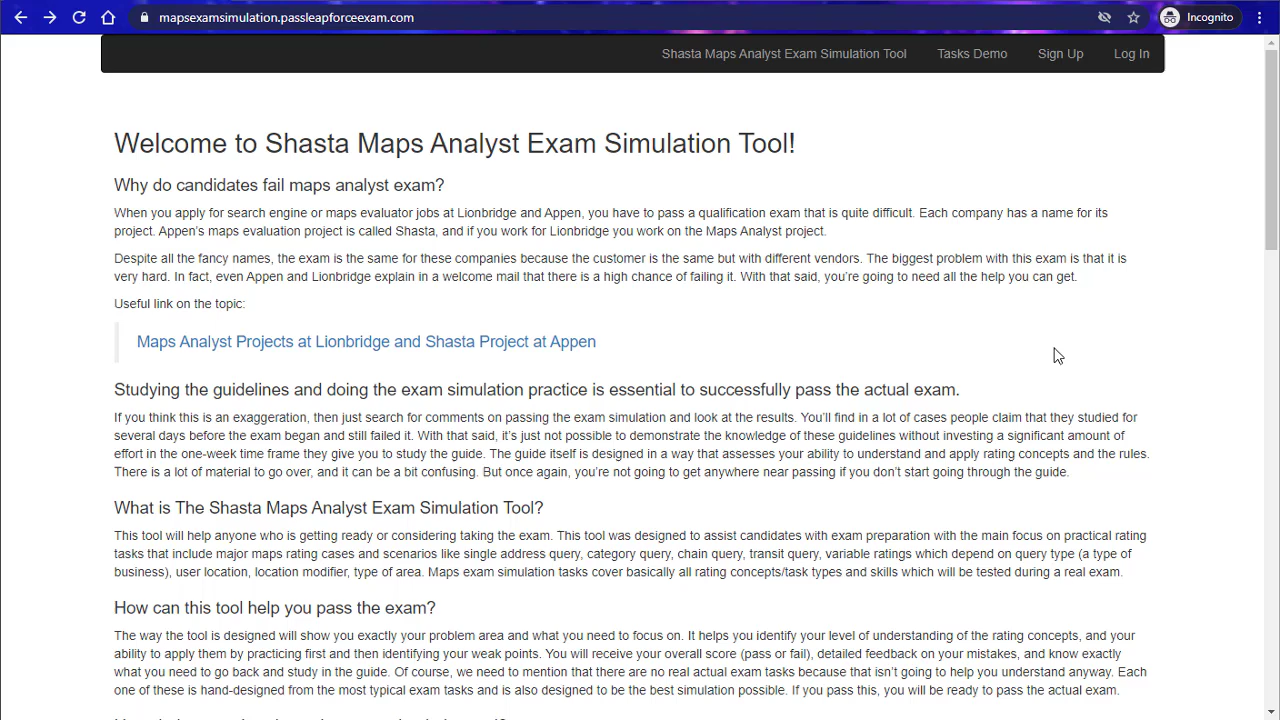 mapsexamsimulation.passleapforceexam.com
Incognito
Shasta Maps Analyst Exam Simulation Tool Tasks Demo Sign Up Log In
Welcome to Shasta Maps Analyst Exam Simulation Tool!
Why do candidates fail maps analyst exam?
When you apply for search engine or maps evaluator jobs at Lionbridge and Appen, you have to pass a qualification exam that is quite difficult. Each company has a name for its
project. Appen's maps evaluation project is called Shasta, and if you work for Lionbridge you work on the Maps Analyst project.
Despite all the fancy names, the exam is the same for these companies because the customer is the same but with different vendors. The biggest problem with this exam is that it is
very hard. In fact, even Appen and Lionbridge explain in a welcome mail that there is a high chance of failing it. With that said, you're going to need all the help you can get.
Useful link on the topic:
Maps Analyst Projects at Lionbridge and Shasta Project at Appen
Studying the guidelines and doing the exam simulation practice is essential to successfully pass the actual exam.
If you think this is an exaggeration, then just search for comments on passing the exam simulation and look at the results. You'll find in a lot of cases people claim that they studied for
several days before the exam began and still failed it. With that said, it's just not possible to demonstrate the knowledge of these guidelines without investing a significant amount of
effort in the one-week time frame they give you to study the guide. The guide itself is designed in a way that assesses your ability to understand and apply rating concepts and the rules.
There is a lot of material to go over, and it can be a bit confusing. But once again, you're not going to get anywhere near passing if you don't start going through the guide.
What is The Shasta Maps Analyst Exam Simulation Tool?
This tool will help anyone who is getting ready or considering taking the exam. This tool was designed to assist candidates with exam preparation with the main focus on practical rating
tasks that include major maps rating cases and scenarios like single address query, category query, chain query, transit query, variable ratings which depend on query type (a type of
business), user location, location modifier, type of area. Maps exam simulation tasks cover basically all rating concepts/task types and skills which will be tested during a real exam.
How can this tool help you pass the exam?
The way the tool is designed will show you exactly your problem area and what you need to focus on. It helps you identify your level of understanding of the rating concepts, and your
ability to apply them by practicing first and then identifying your weak points. You will receive your overall score (pass or fail), detailed feedback on your mistakes, and know exactly
what you need to go back and study in the guide. Of course, we need to mention that there are no real actual exam tasks because that isn't going to help you understand anyway. Each
one of these is hand-designed from the most typical exam tasks and is also designed to be the best simulation possible. If you pass this, you will be ready to pass the actual exam.